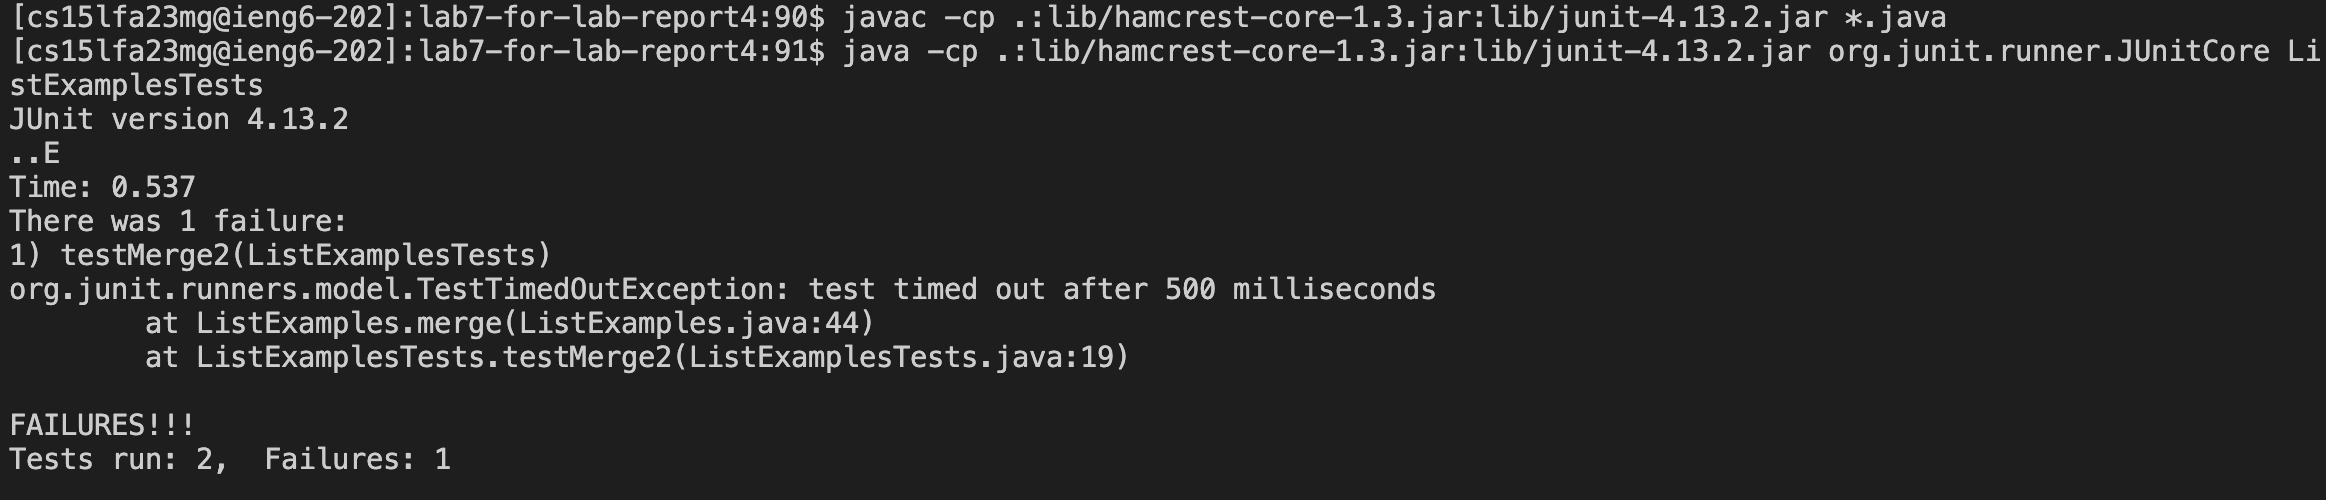 [cs15lfa23mg@ieng6-202]:lab7-for-lab-report4:90$ javac -cp .:lib/hamcrest-core-1.3.jar:lib/junit-4.13.2.jar *.java
[cs15lfa23mg@ieng6-202]:lab7-for-lab-report4:91$ java -cp .:lib/hamcrest-core-1.3.jar:lib/junit-4.13.2.jar org.junit.runner.JUnitCore Li
stExamplesTests
JUnit version 4.13.2
..E
Time: 0.537
There was 1 failure:
1) testMerge2(ListExamplesTests)
org.junit.runners.model.TestTimedOutException: test timed out after 500 milliseconds
        at ListExamples.merge(ListExamples.java:44)
        at ListExamplesTests.testMerge2(ListExamplesTests.java:19)

FAILURES!!!
Tests run: 2,  Failures: 1